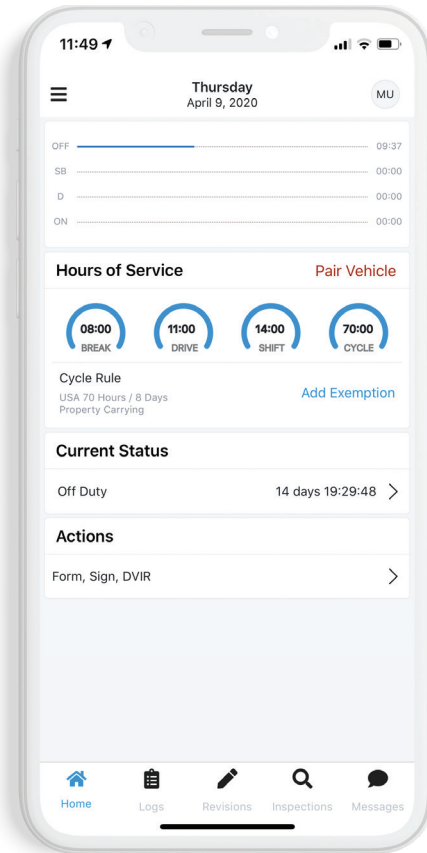 11:49
Thursday
April 9, 2020
MU
OFF 09:37
SB 00:00
D 00:00
ON 00:00
Hours of Service Pair Vehicle
08:00 11:00 14:00 70:00
BREAK DRIVE SHIFT CYCLE
Cycle Rule
USA 70 Hours / 8 Days
Property Carrying
Add Exemption
Current Status
Off Duty 14 days 19:29:48
Actions
Form, Sign, DVIR
Home Logs Revisions Inspections Messages